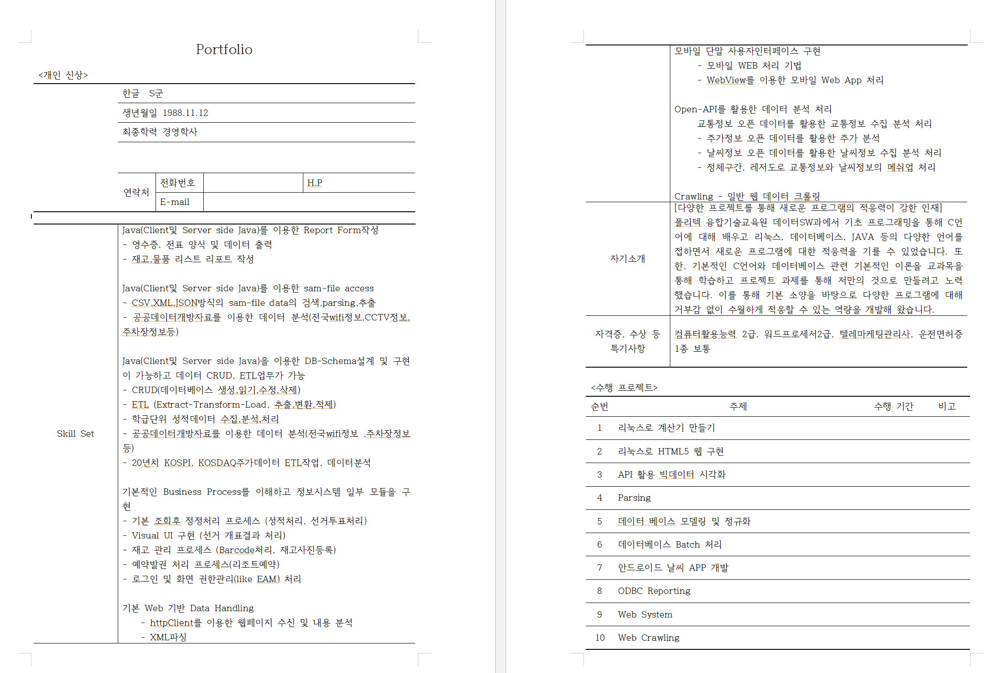 Portfolio
<개인 신상>
한글 S군
생년월일 1988.11.12
최종학력 경영학사
연락처
전화번호
H.P
E-mail
Skill Set
Java(Client및 Server side Java)를 이용한 Report Form작성
- 영수증, 전표 양식 및 데이터 출력
- 재고,물품 리스트 리포트 작성
Java(Client및 Server side Java)를 이용한 sam-file access
- CSV,XML,JSON방식의 sam-file data의 검색,parsing,추출
- 공공데이터개방자료를 이용한 데이터 분석(전국wifi정보,CCTV정보,
주차장정보등)
Java(Client및 Server side Java)을 이용한 DB-Schema설계 및 구현
이 가능하고 데이터 CRUD, ETL업무가 가능
- CRUD(데이터베이스 생성,읽기,수정,삭제)
- ETL (Extract-Transform-Load, 추출,변환,적제)
- 학급단위 성적데이터 수집,분석,처리
- 공공데이터개방자료를 이용한 데이터 분석(전국wifi정보 ,주차장정보
등)
- 20년치 KOSPI, KOSDAQ주가데이터 ETL작업, 데이터분석
기본적인 Business Process를 이해하고 정보시스템 일부 모듈을 구
현
- 기본 조회후 정정처리 프로세스 (성적처리, 선거투표처리)
- Visual UI 구현 (선거 개표결과 처리)
- 재고 관리 프로세스 (Barcode처리, 재고사진등록)
- 예약발권 처리 프로세스(리조트예약)
- 로그인 및 화면 권한관리(like EAM) 처리
기본 Web 기반 Data Handling
- httpClient를 이용한 웹페이지 수신 및 내용 분석
- XML파싱
모바일 단말 사용자인터페이스 구현
- 모바일 WEB 처리 기법
- WebView를 이용한 모바일 Web App 처리
Open-API를 활용한 데이터 분석 처리
교통정보 오픈 데이터를 활용한 교통정보 수집 분석 처리
- 주가정보 오픈 데이터를 활용한 주가 분석
- 날씨정보 오픈 데이터를 활용한 날씨정보 수집 분석 처리
- 정체구간, 레저도로 교통정보와 날씨정보의 메쉬업 처리
Crawling - 일반 웹 데이터 크롤링
자기소개
[다양한 프로젝트를 통해 새로운 프로그램의 적응력이 강한 인재]
폴리텍 융합기술교육원 데이터SW과에서 기초 프로그래밍을 통해 C언
어에 대해 배우고 리눅스, 데이터베이스, JAVA 등의 다양한 언어를
접하면서 새로운 프로그램에 대한 적응력을 기를 수 있었습니다. 또
한, 기본적인 C언어와 데이터베이스 관련 기본적인 이론을 교과목을
통해 학습하고 프로젝트 과제를 통해 저만의 것으로 만들려고 노력
했습니다. 이를 통해 기본 소양을 바탕으로 다양한 프로그램에 대해
거부감 없이 수월하게 적응할 수 있는 역량을 개발해 왔습니다.
자격증, 수상 등
특기사항
컴퓨터활용능력 2급, 워드프로세서2급, 텔레마케팅관리사, 운전면허증
1종 보통
<수행 프로젝트>
순번 주제 수행 기간 비고
1 리눅스로 계산기 만들기
2 리눅스로 HTML5 웹 구현
3 API 활용 빅데이터 시각화
4 Parsing
5 데이터 베이스 모델링 및 정규화
6 데이터베이스 Batch 처리
7 안드로이드 날씨 APP 개발
8 ODBC Reporting
9 Web System
10 Web Crawling